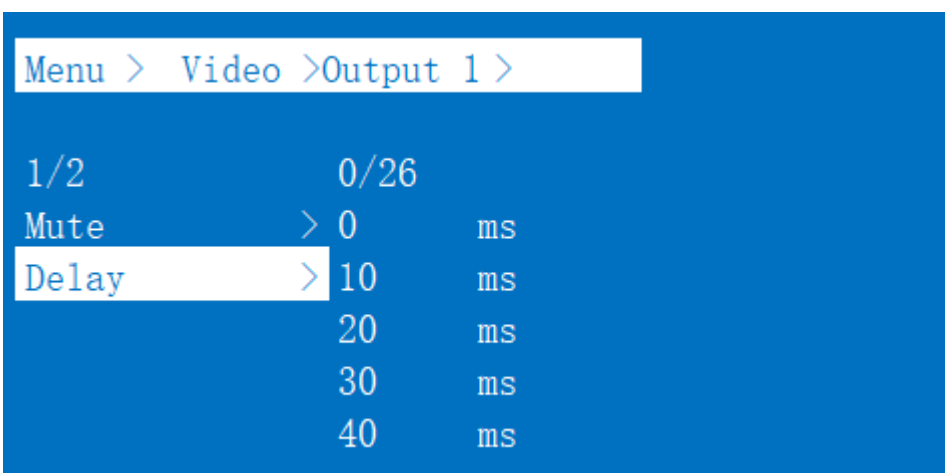 Menu > Video >Output 1 >
1/2 0/26
Mute > 0 ms
Delay > 10 ms
20 ms
30 ms
40 ms